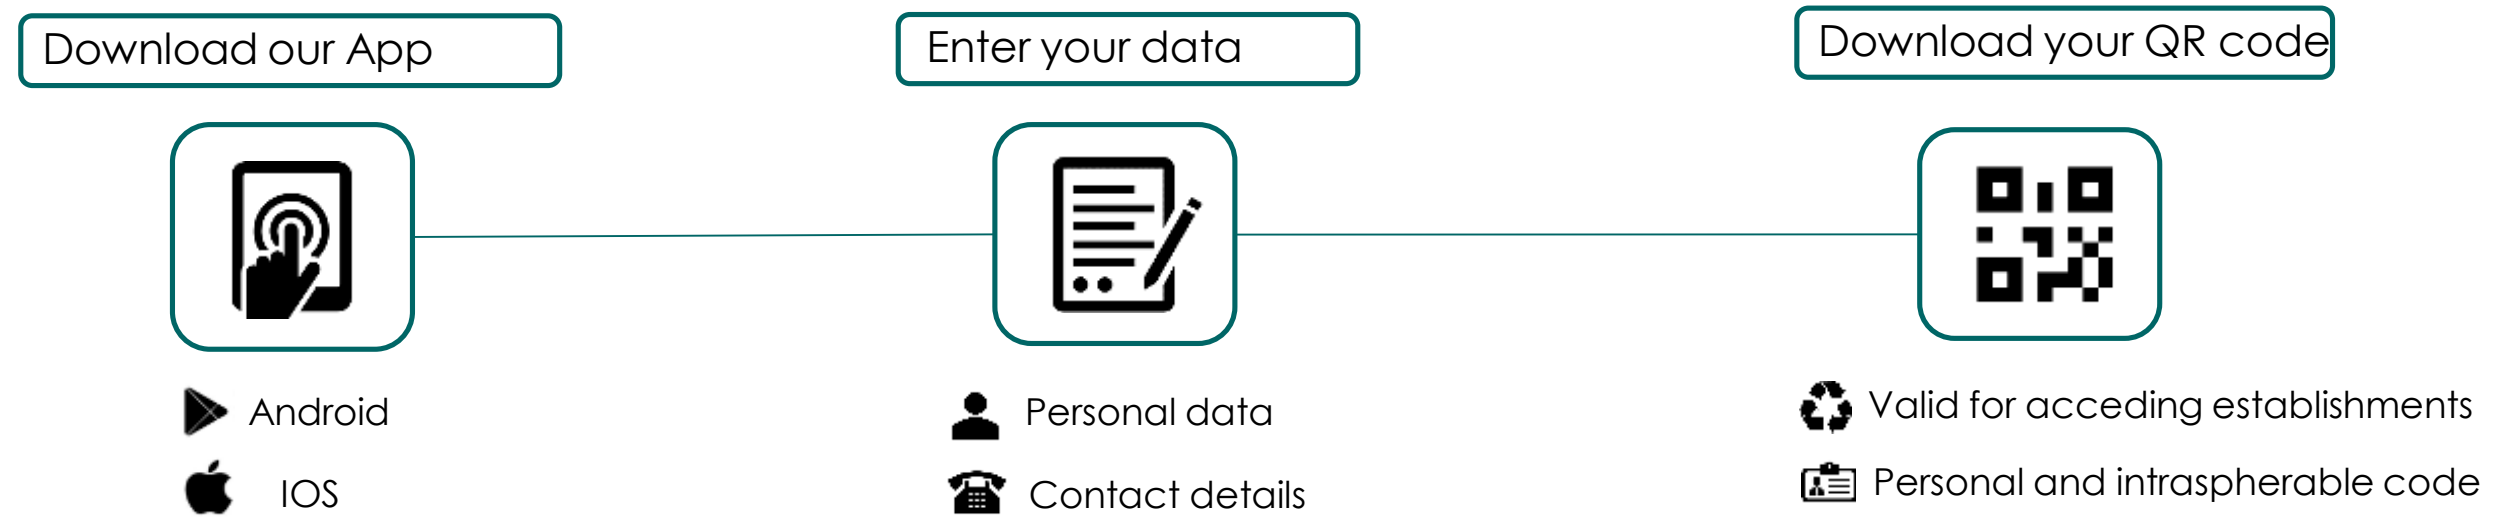 Download our App
Enter your data
Download your QR code
Android
IOS
Personal data
Contact details
Valid for acceding establishments
Personal and intraspherable code